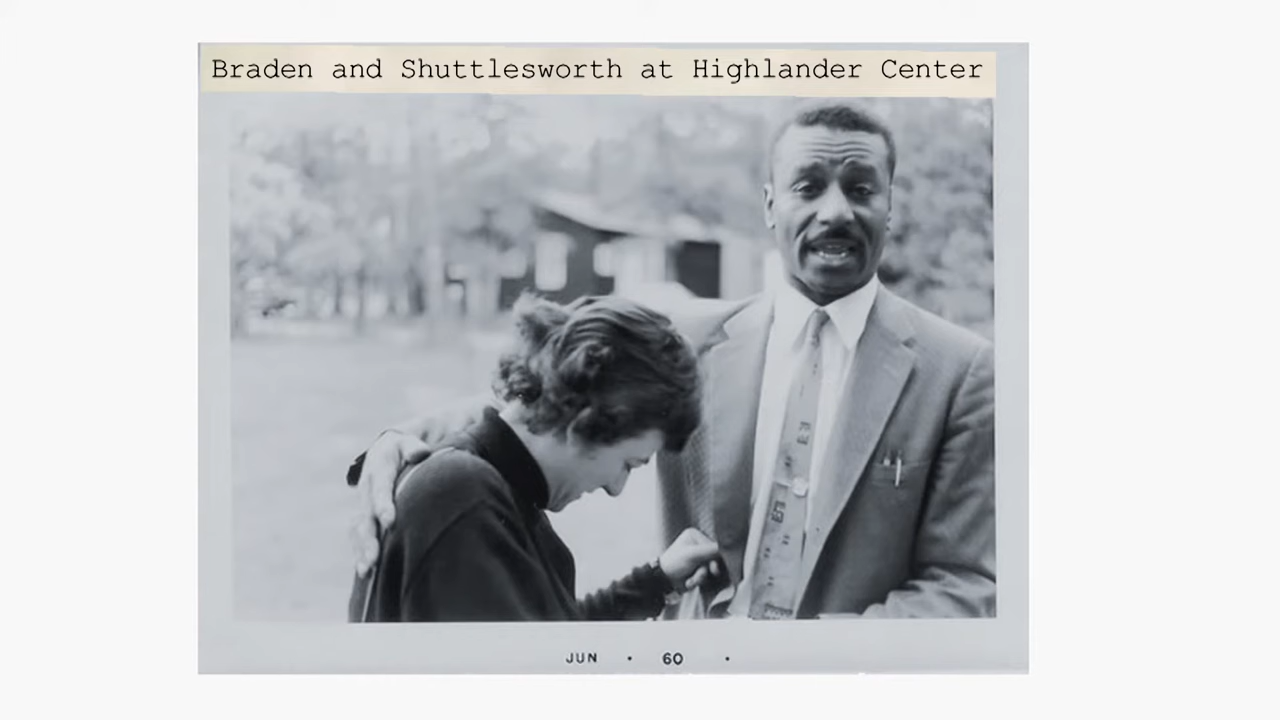 Braden and Shuttlesworth at Highlander Center
JUN • 60 •